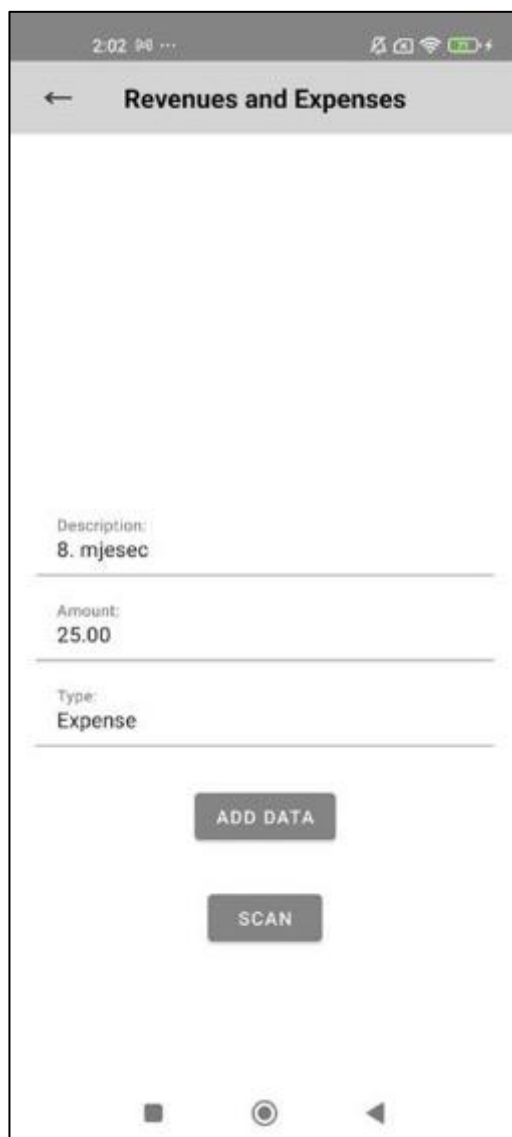 2:02 ...
Revenues and Expenses
Description:
8. mjesec
Amount:
25.00
Type:
Expense
ADD DATA
SCAN